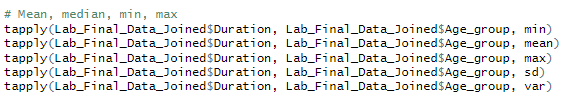 # Mean, median, min, max
tapply(Lab_Final_Data_Joined$Duration, Lab_Final_Data_Joined$Age_group, min)
tapply(Lab_Final_Data_Joined$Duration, Lab_Final_Data_Joined$Age_group, mean)
tapply(Lab_Final_Data_Joined$Duration, Lab_Final_Data_Joined$Age_group, max)
tapply(Lab_Final_Data_Joined$Duration, Lab_Final_Data_Joined$Age_group, sd)
tapply(Lab_Final_Data_Joined$Duration, Lab_Final_Data_Joined$Age_group, var)